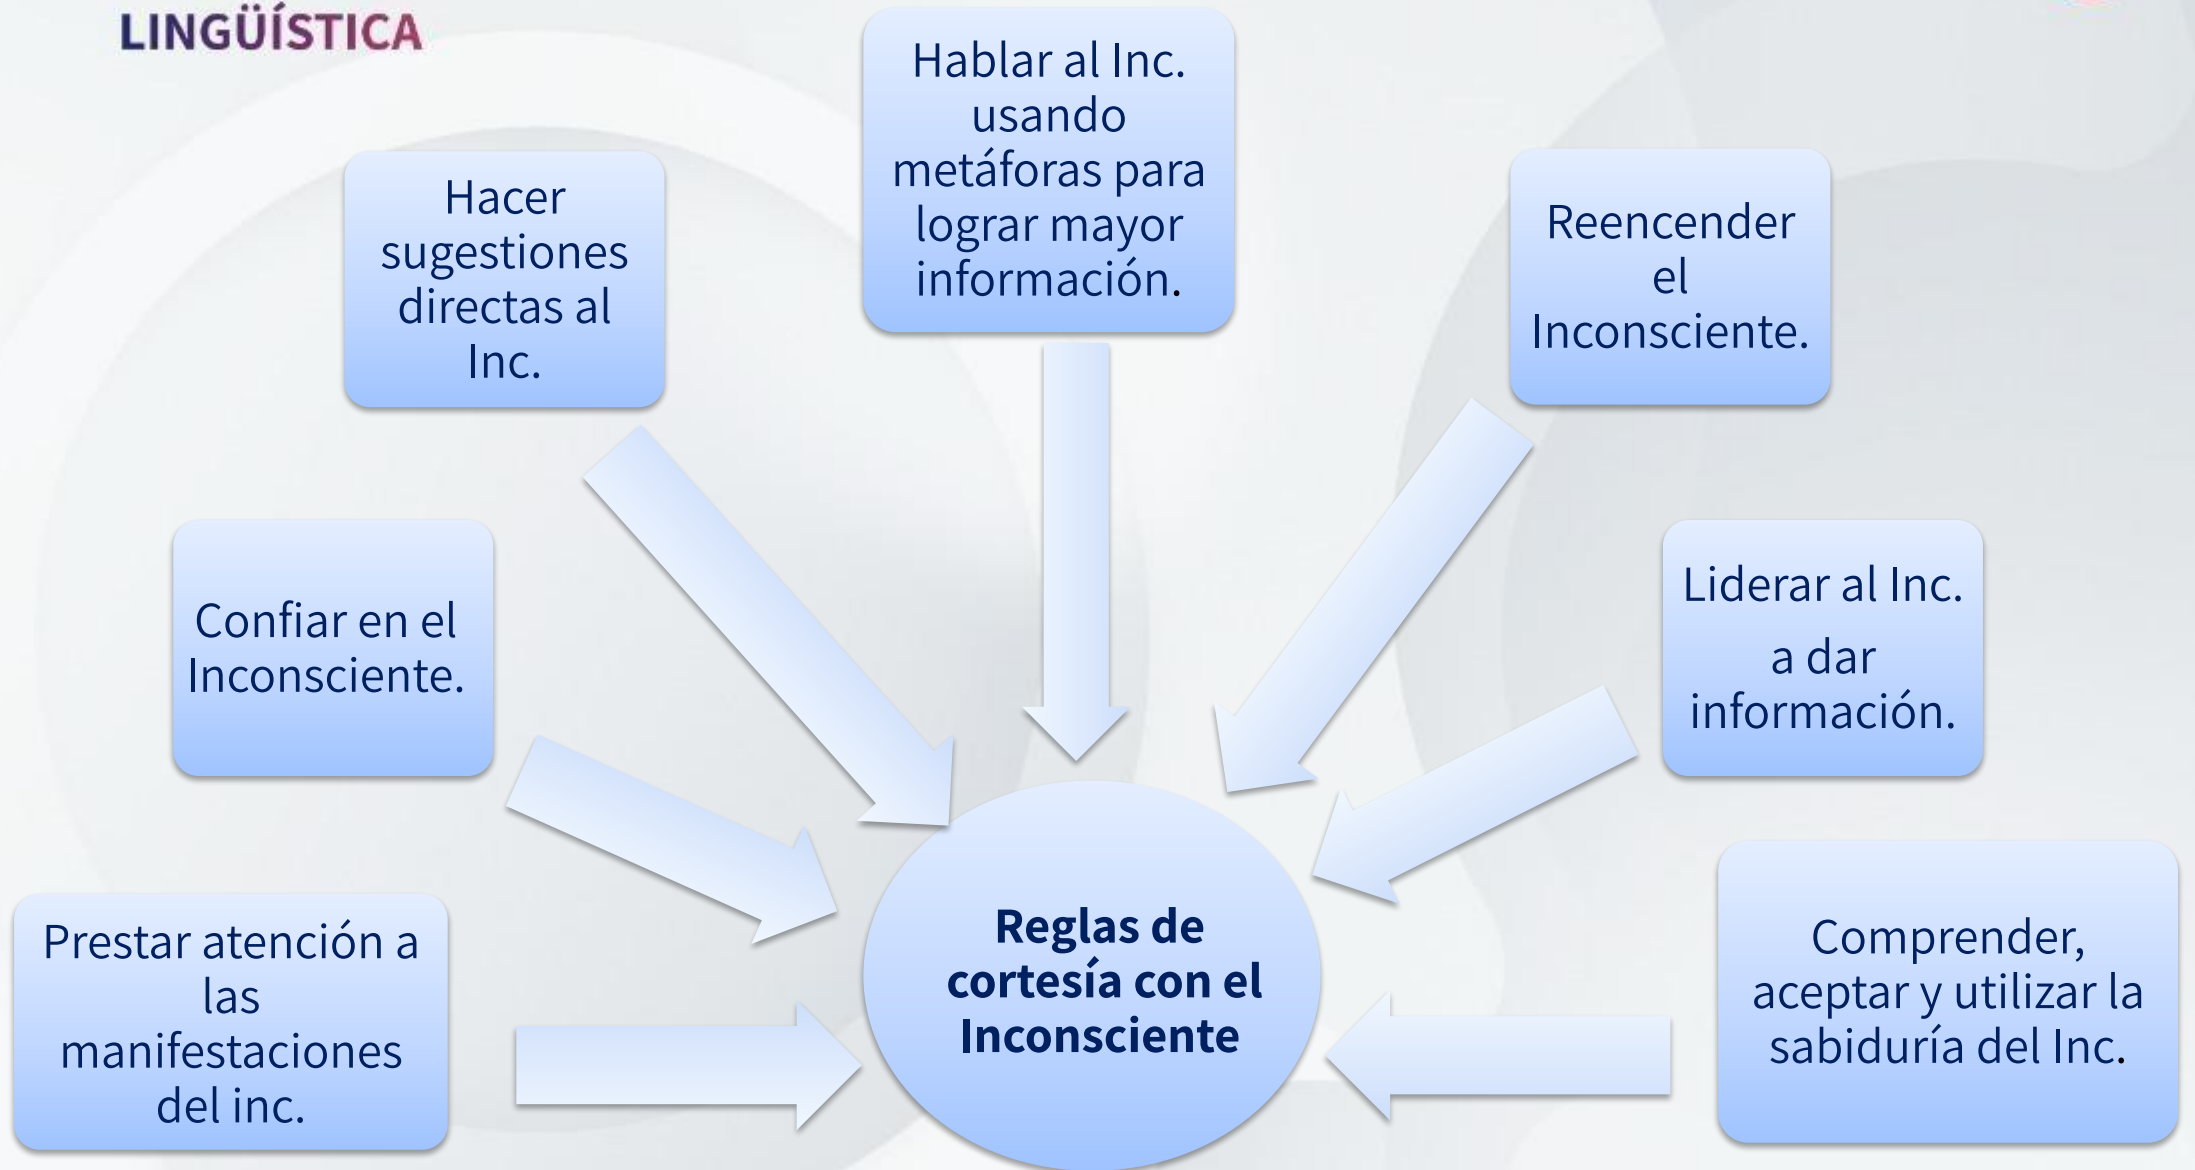 LINGÜÍSTICA
Hablar al Inc.
usando
metáforas para
lograr mayor
información.
Hacer
sugestiones
directas al
Inc.
Reencender
el
Inconsciente.
Confiar en el
Inconsciente.
Liderar al Inc.
a dar
información.
Prestar atención a
las
manifestaciones
del inc.
Reglas de
cortesía con el
Inconsciente
Comprender,
aceptar y utilizar la
sabiduría del Inc.